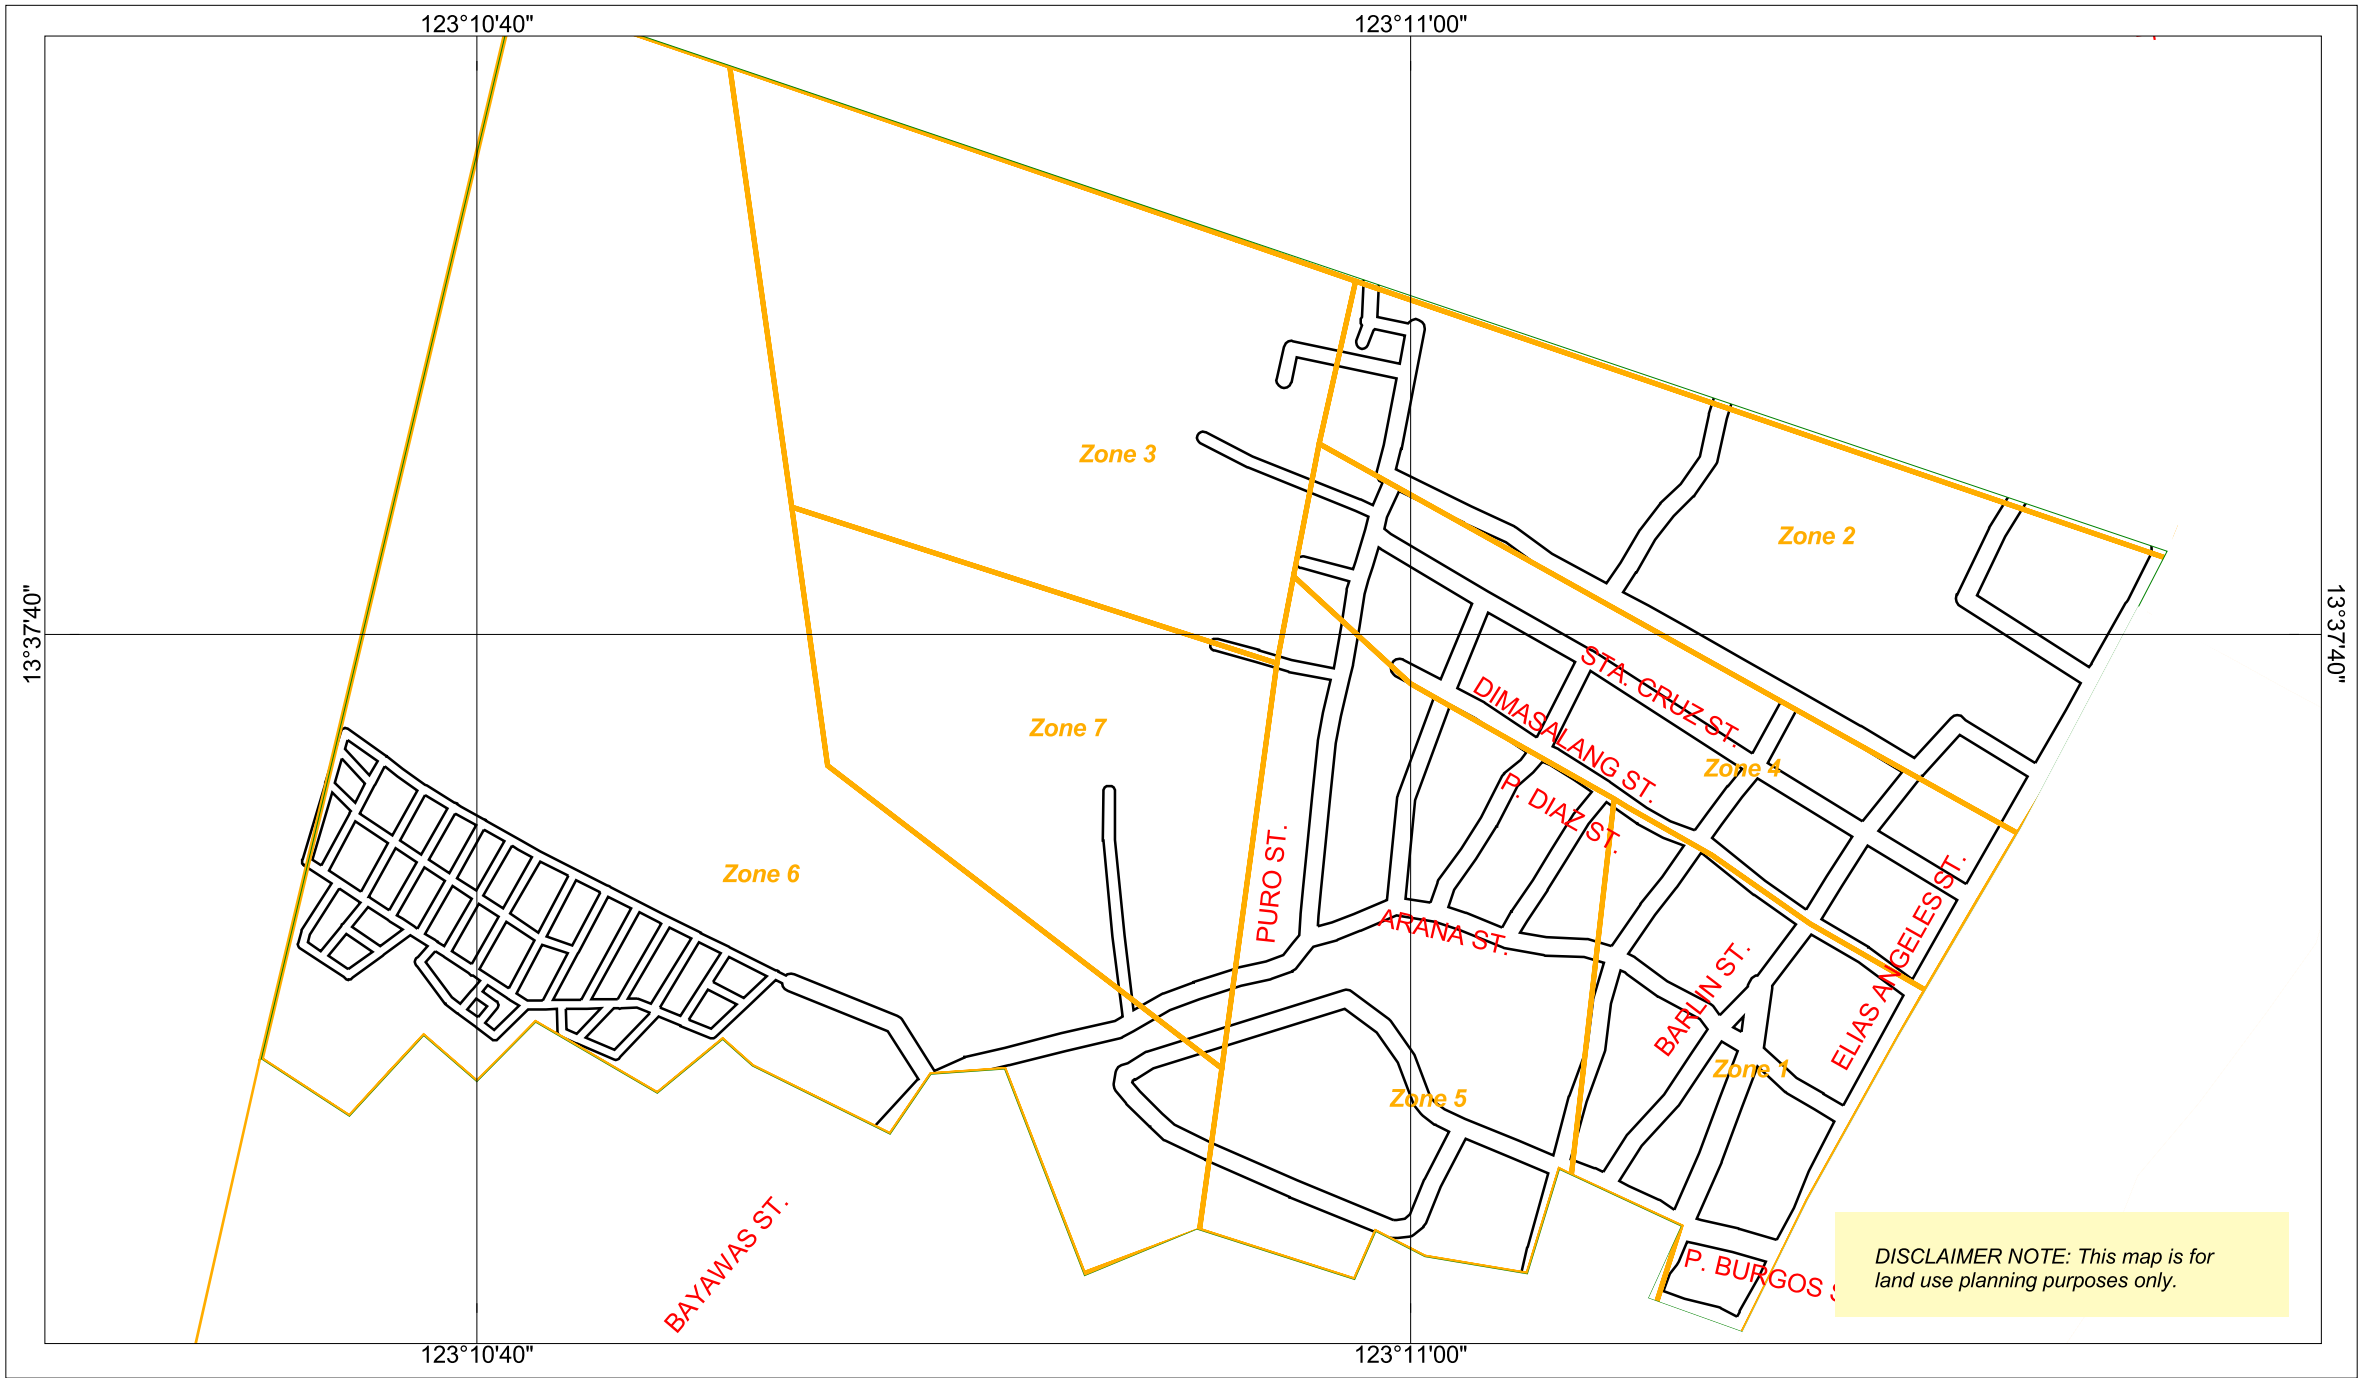 123°10'40"
123°11'00"
Zone 3
Zone 2
13°37'40"
13°37'40"
STA. CRUZ ST.
DIMASALANG ST.
Zone 7
Zone 4
P. DIAZ ST.
PURO ST.
Zone 6
ARANA ST.
ELIAS ANGELES ST.
BARLIN ST.
Zone 1
Zone 5
BAYAWAS ST.
P. BURGOS
DISCLAIMER NOTE: This map is for
land use planning purposes only.
123°10'40"
123°11'00"